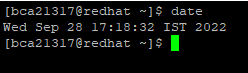 [bca21317@redhat ~]$ date
Wed Sep 28 17:18:32 IST 2022
[bca21317@redhat ~]$